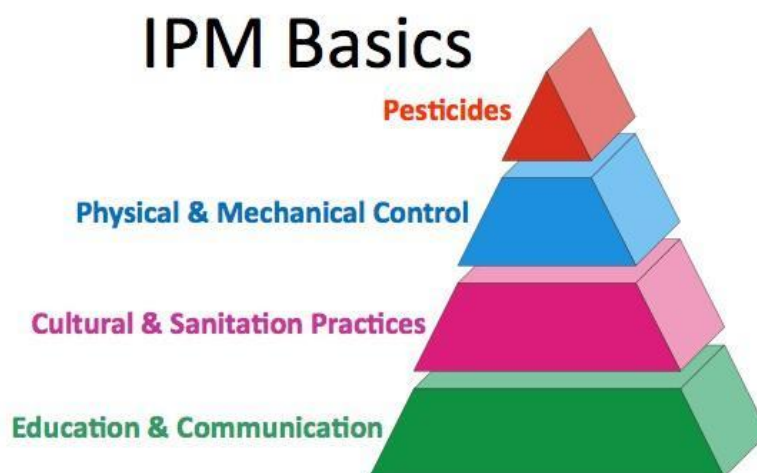 IPM Basics
Pesticides
Physical & Mechanical Control
Cultural & Sanitation Practices
Education & Communication